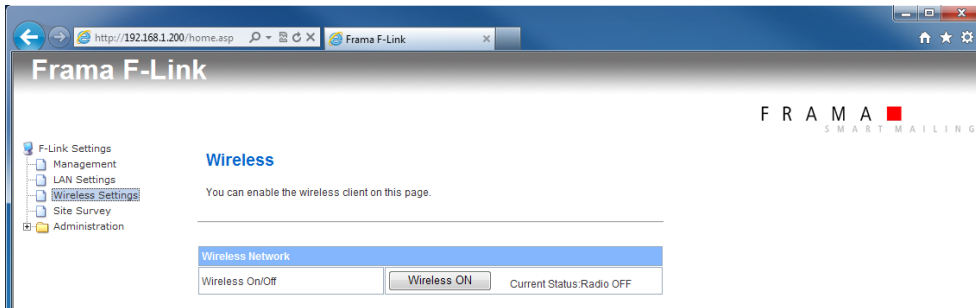 http://192.168.1.200/home.asp
Frama F-Link
Frama F-Link
FRAMA
SMART MAILING
F-Link Settings
Management
LAN Settings
Wireless Settings
Site Survey
Administration
Wireless
You can enable the wireless client on this page.
Wireless Network
Wireless On/Off
Wireless ON
Current Status:Radio OFF